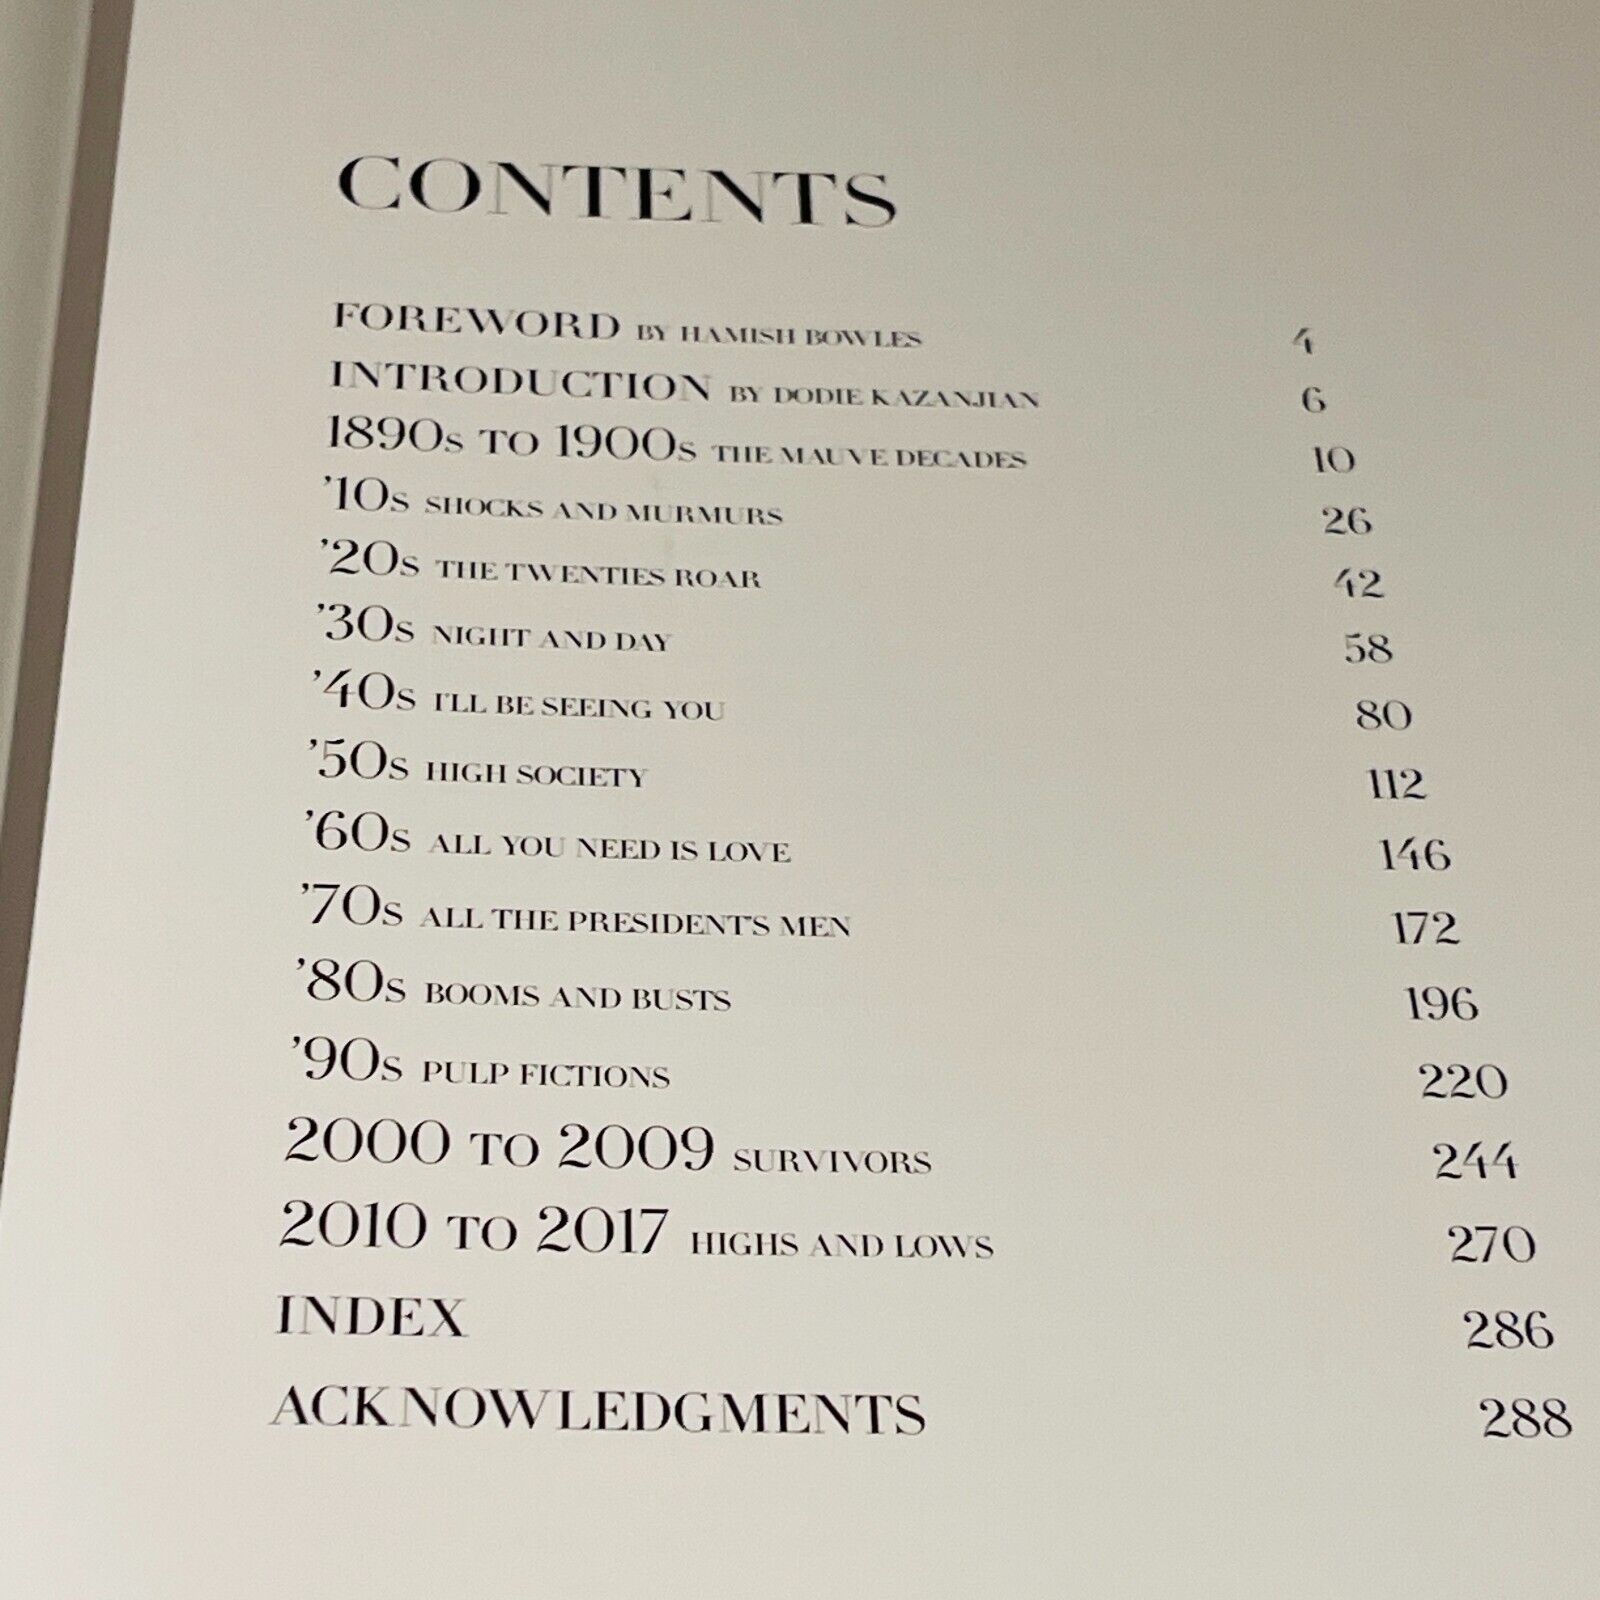 CONTENTS
FOREWORD BY HAMISH BOWLES 4
INTRODUCTION BY DODIE KAZANJIAN 6
1890s TO 1900s THE MAUVE DECADES 10
’10s SHOCKS AND MURMURS 26
’20s THE TWENTIES ROAR 42
’30s NIGHT AND DAY 58
’40s I’LL BE SEEING YOU 80
’50s HIGH SOCIETY 112
’60s ALL YOU NEED IS LOVE 146
’70s ALL THE PRESIDENT’S MEN 172
’80s BOOMS AND BUSTS 196
’90s PULP FICTIONS 220
2000 TO 2009 SURVIVORS 244
2010 TO 2017 HIGHS AND LOWS 270
INDEX 286
ACKNOWLEDGMENTS 288